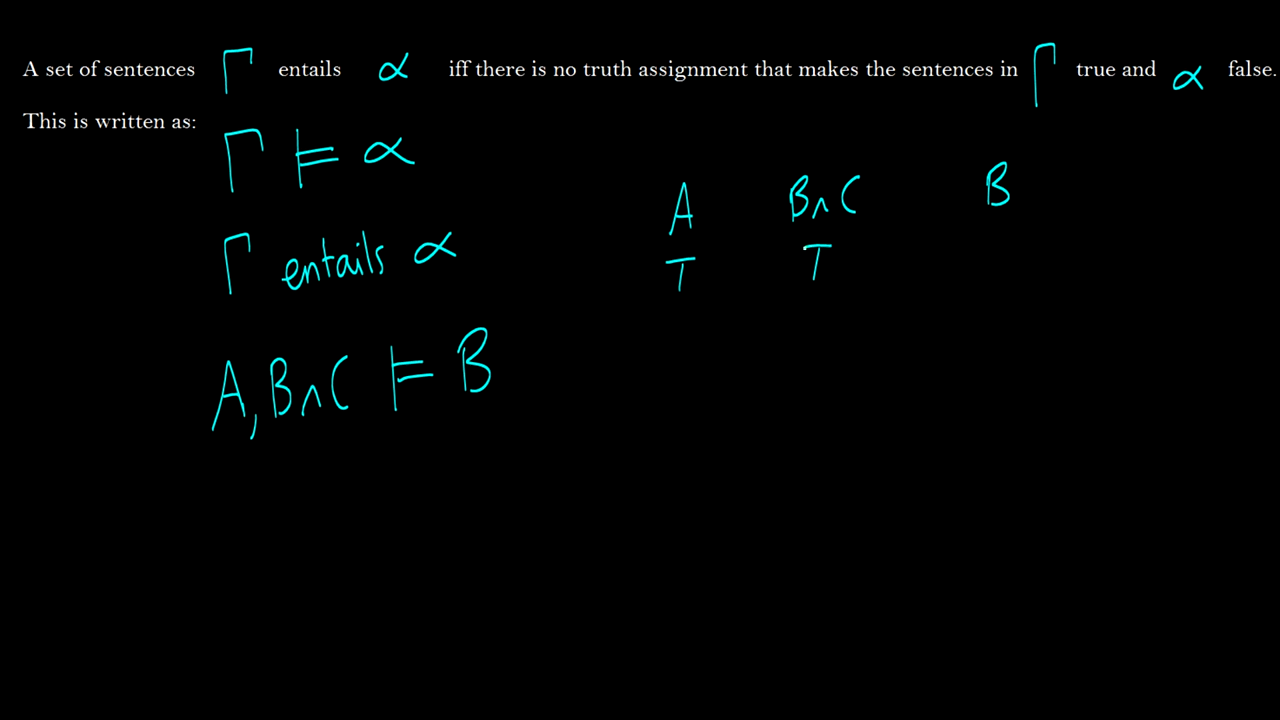 A set of sentences Γ entails α iff there is no truth assignment that makes the sentences in Γ true and α false.
This is written as:
Γ ⊨ α
A B∧C B
Γ entails α
T T
A, B∧C ⊨ B